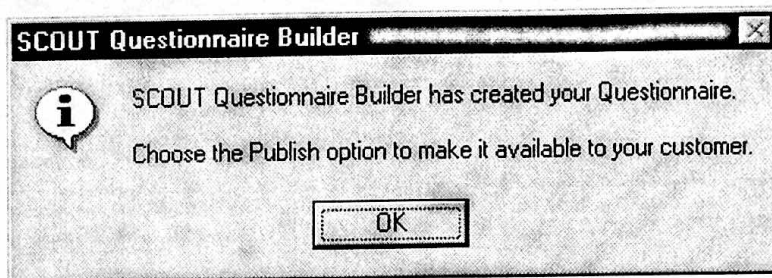 SCOUT Questionnaire Builder
SCOUT Questionnaire Builder has created your Questionnaire.
Choose the Publish option to make it available to your customer.
OK